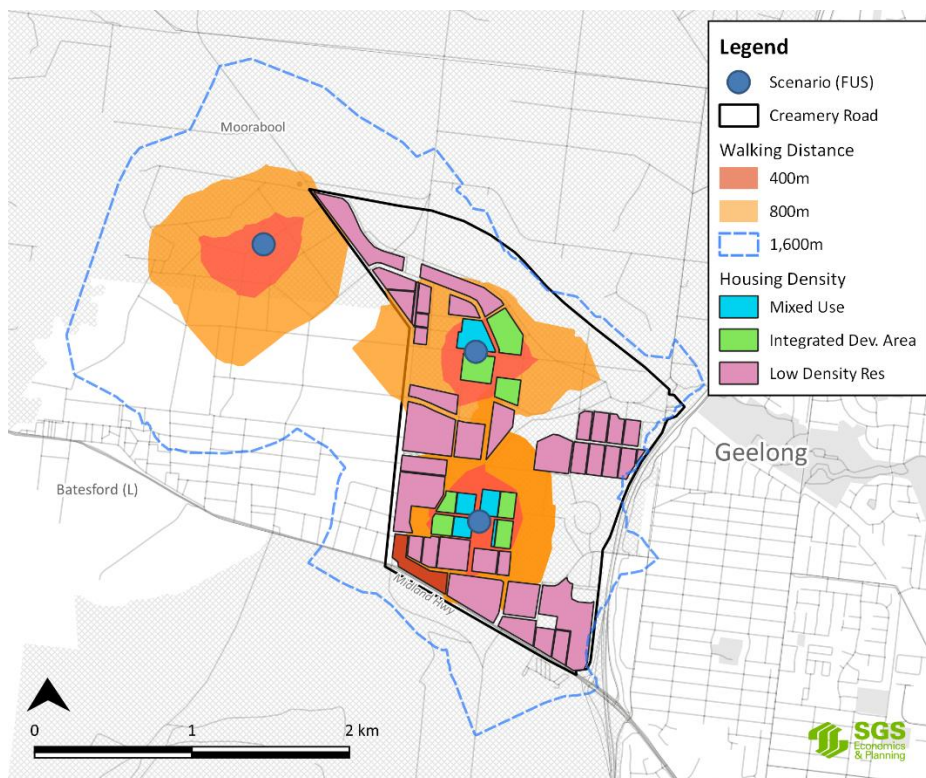 Legend
Scenario (FUS)
Creamery Road
Walking Distance
400m
800m
1,600m
Housing Density
Mixed Use
Integrated Dev. Area
Low Density Res
Moorabool
Geelong
Batesford (L)
Midland Hwy
0 1 2 km
SGS
Economics
& Planning